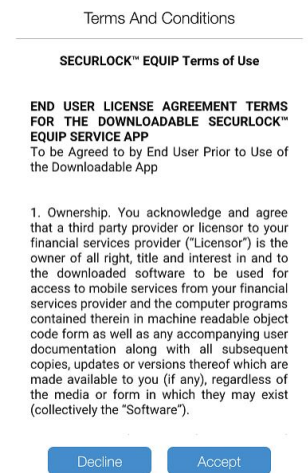 Terms And Conditions
SECURLOCK™ EQUIP Terms of Use
END USER LICENSE AGREEMENT TERMS
FOR THE DOWNLOADABLE SECURLOCK™
EQUIP SERVICE APP
To be Agreed to by End User Prior to Use of
the Downloadable App
1. Ownership. You acknowledge and agree
that a third party provider or licensor to your
financial services provider ("Licensor") is the
owner of all right, title and interest in and to
the downloaded software to be used for
access to mobile services from your financial
services provider and the computer programs
contained therein in machine readable object
code form as well as any accompanying user
documentation along with all subsequent
copies, updates or versions thereof which are
made available to you (if any), regardless of
the media or form in which they may exist
(collectively the "Software").
Decline
Accept